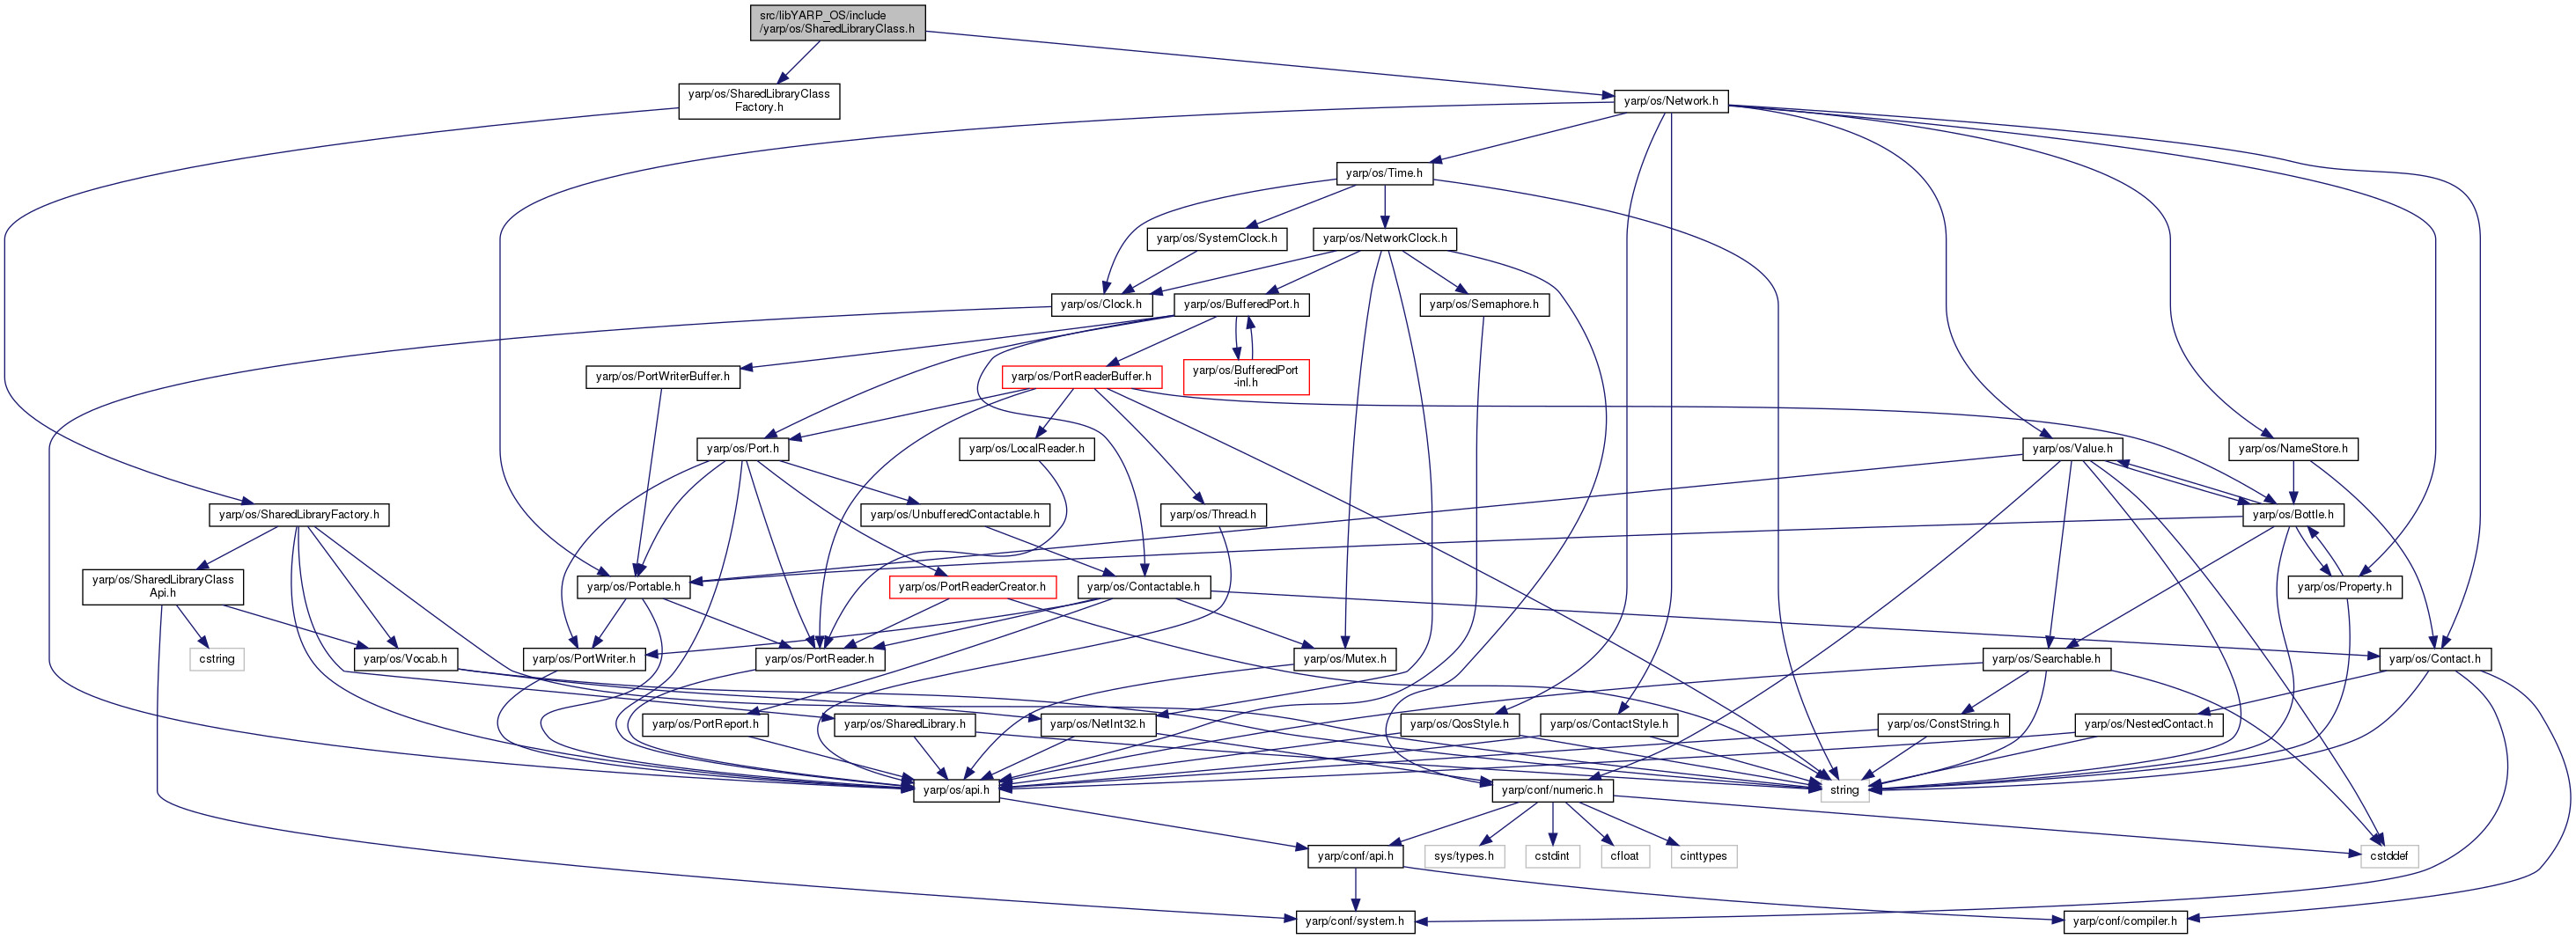 src/libYARP_OS/include
/yarp/os/SharedLibraryClass.h
yarp/os/SharedLibraryClass
Factory.h
yarp/os/Network.h
yarp/os/Time.h
yarp/os/SystemClock.h
yarp/os/NetworkClock.h
yarp/os/Clock.h
yarp/os/BufferedPort.h
yarp/os/Semaphore.h
yarp/os/PortWriterBuffer.h
yarp/os/PortReaderBuffer.h
yarp/os/BufferedPort
-inl.h
yarp/os/Port.h
yarp/os/LocalReader.h
yarp/os/Value.h
yarp/os/NameStore.h
yarp/os/SharedLibraryFactory.h
yarp/os/UnbufferedContactable.h
yarp/os/Thread.h
yarp/os/Bottle.h
yarp/os/SharedLibraryClass
Api.h
yarp/os/Portable.h
yarp/os/PortReaderCreator.h
yarp/os/Contactable.h
yarp/os/Property.h
cstring
yarp/os/Vocab.h
yarp/os/PortWriter.h
yarp/os/PortReader.h
yarp/os/Mutex.h
yarp/os/Searchable.h
yarp/os/Contact.h
yarp/os/PortReport.h
yarp/os/SharedLibrary.h
yarp/os/NetInt32.h
yarp/os/QosStyle.h
yarp/os/ContactStyle.h
yarp/os/ConstString.h
yarp/os/NestedContact.h
yarp/os/api.h
yarp/conf/numeric.h
string
yarp/conf/api.h
sys/types.h
cstdint
cfloat
cinttypes
cstddef
yarp/conf/system.h
yarp/conf/compiler.h